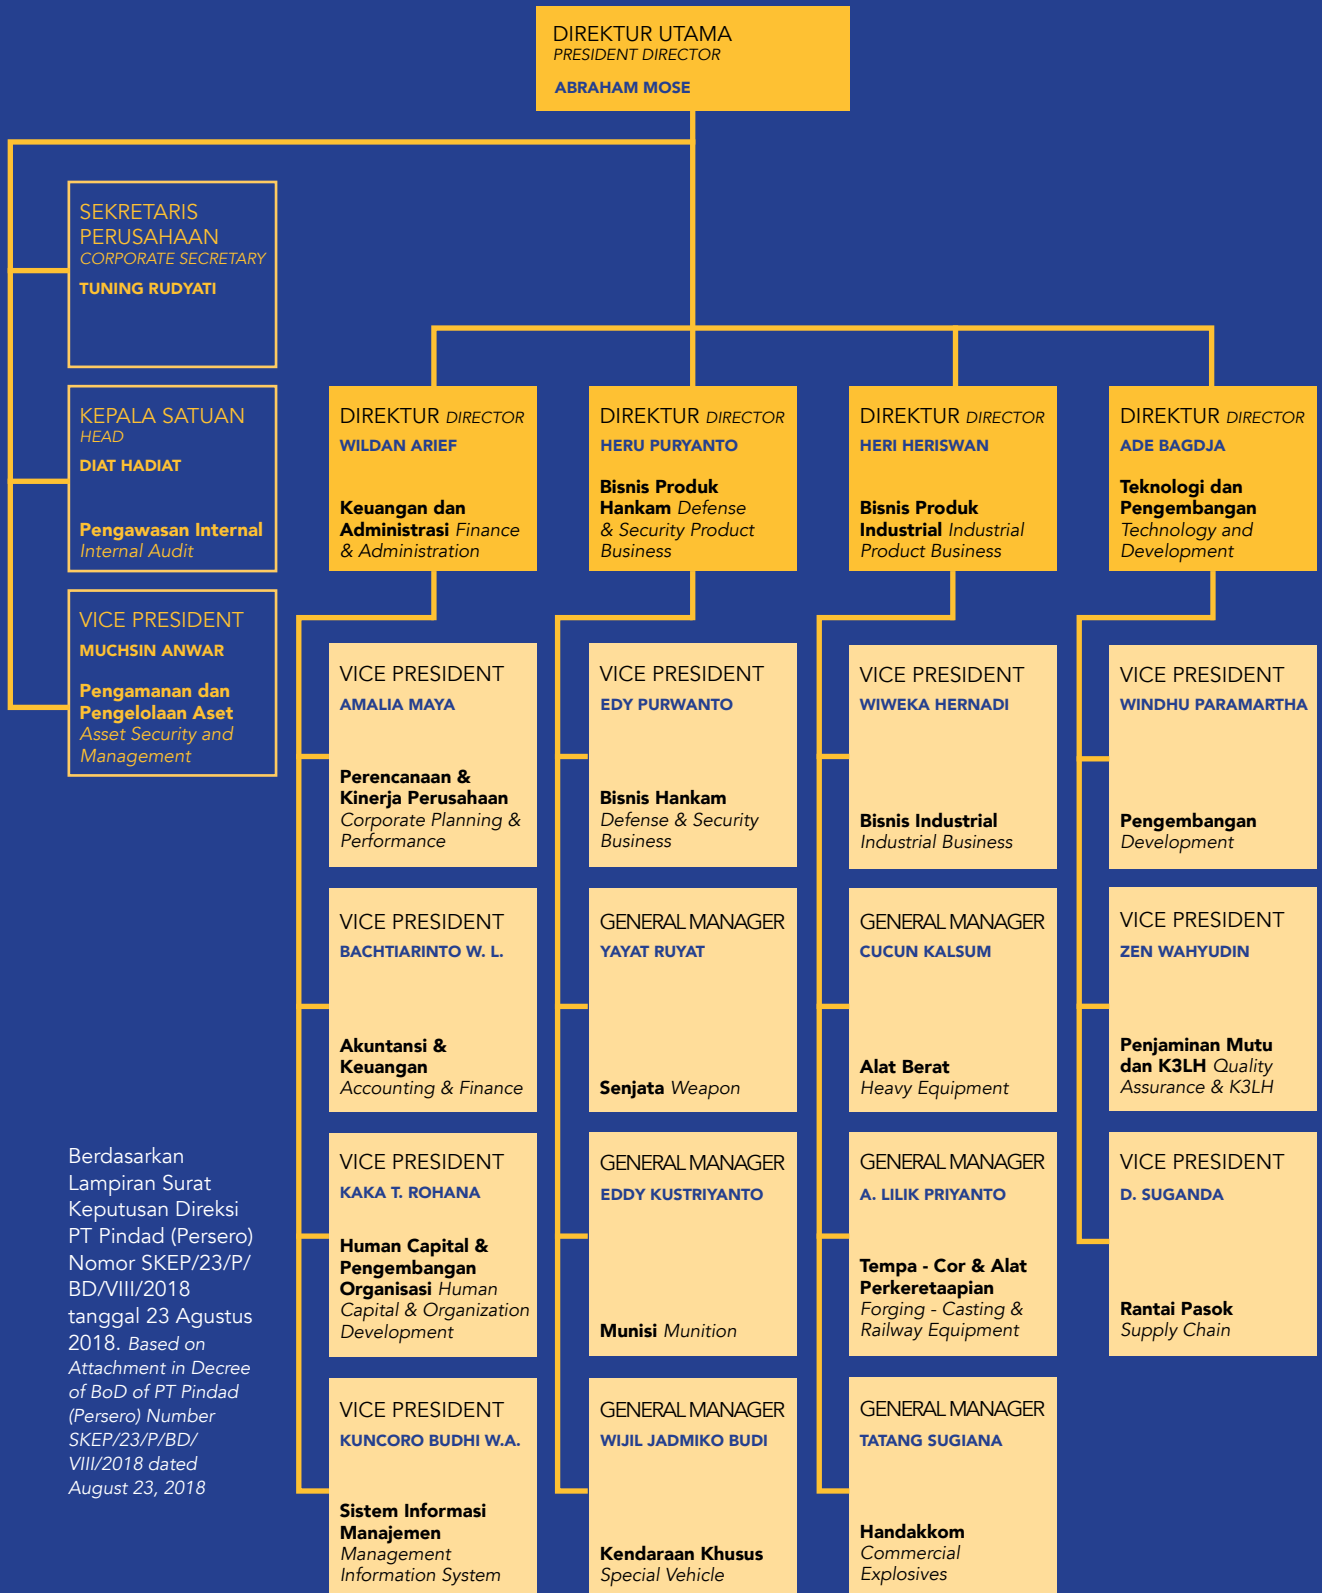 DIREKTUR UTAMA
PRESIDENT DIRECTOR
ABRAHAM MOSE
SEKRETARIS
PERUSAHAAN
CORPORATE SECRETARY
TUNING RUDYATI
KEPALA SATUAN
HEAD
DIAT HADIAT
Pengawasan Internal
Internal Audit
VICE PRESIDENT
MUCHSIN ANWAR
Pengamanan dan
Pengelolaan Aset
Asset Security and
Management
DIREKTUR DIRECTOR
WILDAN ARIEF
Keuangan dan
Administrasi Finance
& Administration
VICE PRESIDENT
AMALIA MAYA
Perencanaan &
Kinerja Perusahaan
Corporate Planning &
Performance
VICE PRESIDENT
BACHTIARINTO W. L.
Akuntansi &
Keuangan
Accounting & Finance
VICE PRESIDENT
KAKA T. ROHANA
Human Capital &
Pengembangan
Organisasi Human
Capital & Organization
Development
VICE PRESIDENT
KUNCORO BUDHI W.A.
Sistem Informasi
Manajemen
Management
Information System
DIREKTUR DIRECTOR
HERU PURYANTO
Bisnis Produk
Hankam Defense
& Security Product
Business
VICE PRESIDENT
EDY PURWANTO
Bisnis Hankam
Defense & Security
Business
GENERAL MANAGER
YAYAT RUYAT
Senjata Weapon
GENERAL MANAGER
EDDY KUSTRIYANTO
Munisi Munition
GENERAL MANAGER
WIJIL JADMIKO BUDI
Kendaraan Khusus
Special Vehicle
DIREKTUR DIRECTOR
HERI HERISWAN
Bisnis Produk
Industrial Industrial
Product Business
VICE PRESIDENT
WIWEKA HERNADI
Bisnis Industrial
Industrial Business
GENERAL MANAGER
CUCUN KALSUM
Alat Berat
Heavy Equipment
GENERAL MANAGER
A. LILIK PRIYANTO
Tempa - Cor & Alat
Perkeretaapian
Forging - Casting &
Railway Equipment
GENERAL MANAGER
TATANG SUGIANA
Handakkom
Commercial
Explosives
DIREKTUR DIRECTOR
ADE BAGDJA
Teknologi dan
Pengembangan
Technology and
Development
VICE PRESIDENT
WINDHU PARAMARTHA
Pengembangan
Development
VICE PRESIDENT
ZEN WAHYUDIN
Penjaminan Mutu
dan K3LH Quality
Assurance & K3LH
VICE PRESIDENT
D. SUGANDA
Rantai Pasok
Supply Chain
Berdasarkan
Lampiran Surat
Keputusan Direksi
PT Pindad (Persero)
Nomor SKEP/23/P/
BD/VIII/2018
tanggal 23 Agustus
2018. Based on
Attachment in Decree
of BoD of PT Pindad
(Persero) Number
SKEP/23/P/BD/
VIII/2018 dated
August 23, 2018